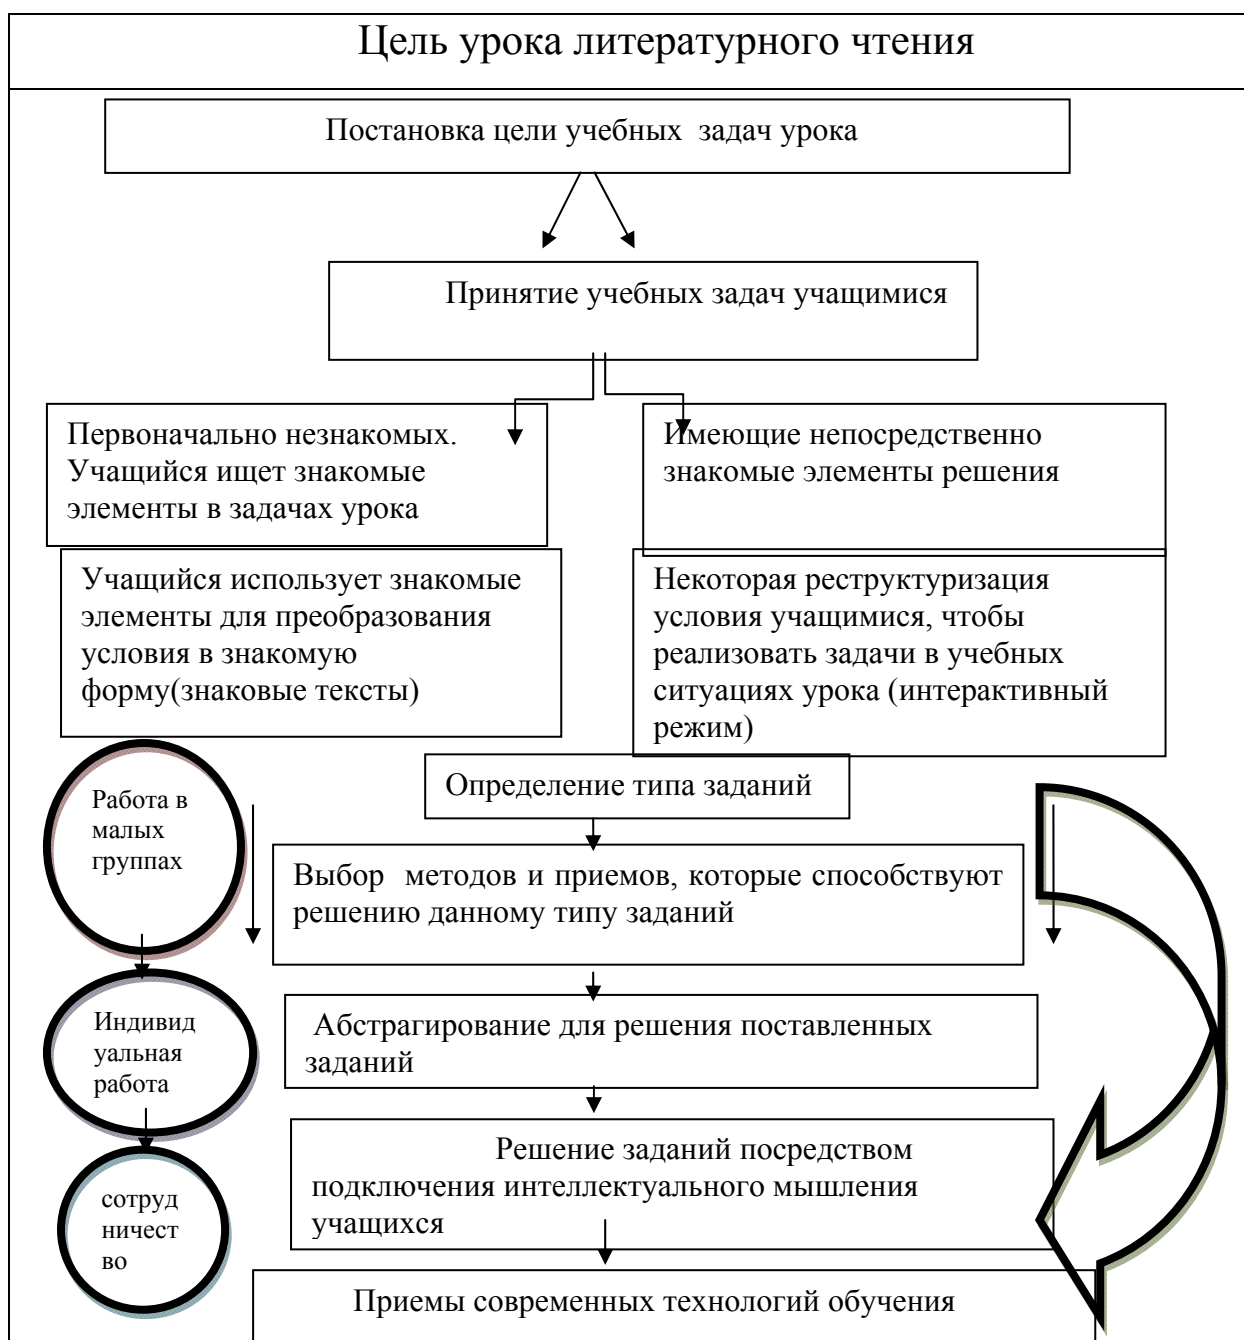 Цель урока литературного чтения
Постановка цели учебных задач урока
Принятие учебных задач учащимися
Первоначально незнакомых.
Учащийся ищет знакомые
элементы в задачах урока
Имеющие непосредственно
знакомые элементы решения
Учащийся использует знакомые
элементы для преобразования
условия в знакомую
форму(знаковые тексты)
Некоторая реструктуризация
условия учащимися, чтобы
реализовать задачи в учебных
ситуациях урока (интерактивный
режим)
Определение типа заданий
Работа в
малых
группах
Выбор методов и приемов, которые способствуют
решению данному типу заданий
Индивид
уальная
работа
Абстрагирование для решения поставленных
заданий
Решение заданий посредством
подключения интеллектуального мышления
учащихся
сотруд
ничест
во
Приемы современных технологий обучения